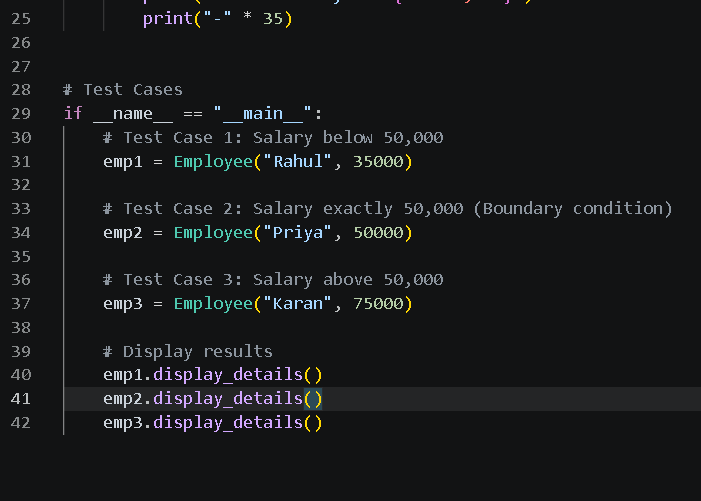 25 print("-" * 35)
26
27
28 # Test Cases
29 if __name__ == "__main__":
30 # Test Case 1: Salary below 50,000
31 emp1 = Employee("Rahul", 35000)
32
33 # Test Case 2: Salary exactly 50,000 (Boundary condition)
34 emp2 = Employee("Priya", 50000)
35
36 # Test Case 3: Salary above 50,000
37 emp3 = Employee("Karan", 75000)
38
39 # Display results
40 emp1.display_details()
41 emp2.display_details()
42 emp3.display_details()